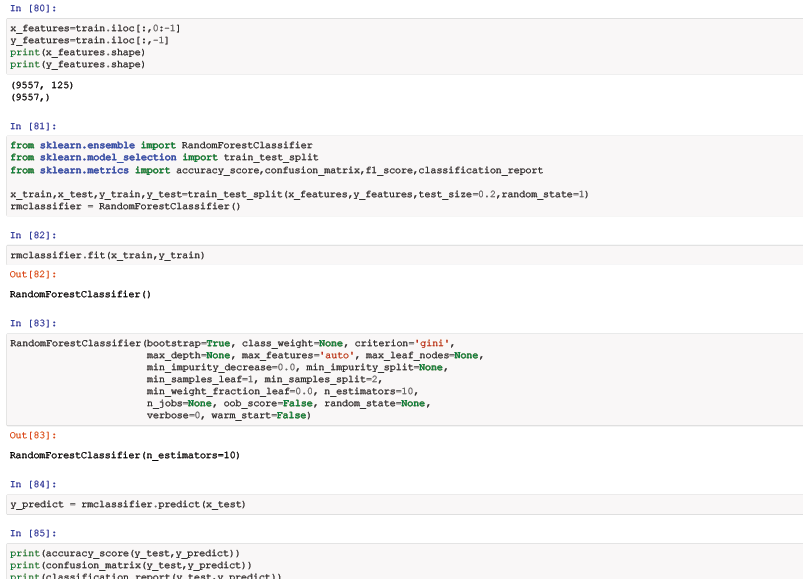 In [80]:
x_features=train.iloc[:,0:-1]
y_features=train.iloc[:,-1]
print(x_features.shape)
print(y_features.shape)
(9557, 125)
(9557,)
In [81]:
from sklearn.ensemble import RandomForestClassifier
from sklearn.model_selection import train_test_split
from sklearn.metrics import accuracy_score,confusion_matrix,f1_score,classification_report
x_train,x_test,y_train,y_test=train_test_split(x_features,y_features,test_size=0.2,random_state=1)
rmclassifier = RandomForestClassifier()
In [82]:
rmclassifier.fit(x_train,y_train)
Out[82]:
RandomForestClassifier()
In [83]:
RandomForestClassifier(bootstrap=True, class_weight=None, criterion='gini',
max_depth=None, max_features='auto', max_leaf_nodes=None,
min_impurity_decrease=0.0, min_impurity_split=None,
min_samples_leaf=1, min_samples_split=2,
min_weight_fraction_leaf=0.0, n_estimators=10,
n_jobs=None, oob_score=False, random_state=None,
verbose=0, warm_start=False)
Out[83]:
RandomForestClassifier(n_estimators=10)
In [84]:
y_predict = rmclassifier.predict(x_test)
In [85]:
print(accuracy_score(y_test,y_predict))
print(confusion_matrix(y_test,y_predict))
print(classification_report(y_test,y_predict))